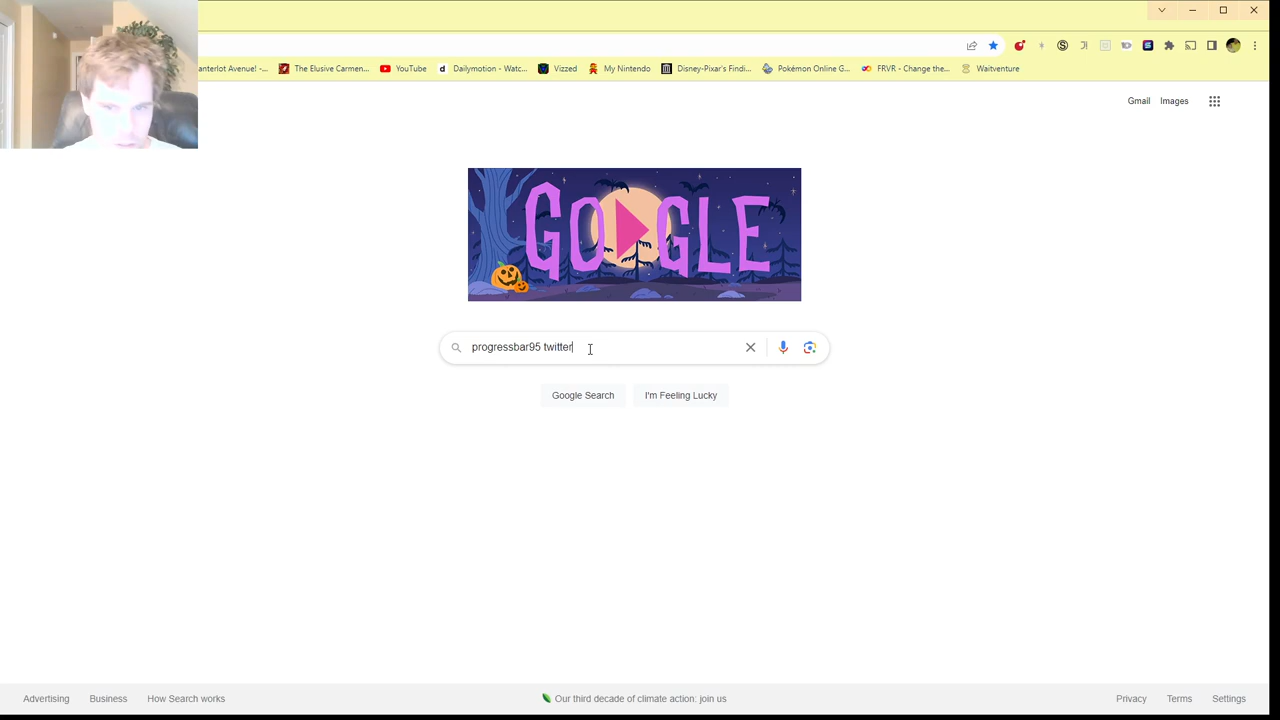 anterlot Avenue! -...
The Elusive Carmen...
YouTube
Dailymotion - Watc...
Vizzed
My Nintendo
Disney-Pixar's Findi...
Pokémon Online G...
FRVR - Change the...
Waitventure
Gmail
Images
GOOGLE
progressbar95 twitter
Google Search
I'm Feeling Lucky
Advertising
Business
How Search works
Our third decade of climate action: join us
Privacy
Terms
Settings